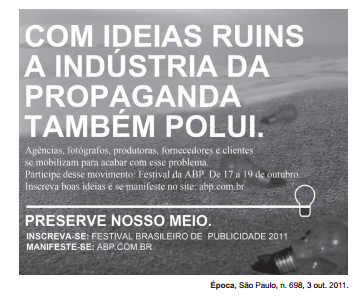 COM IDEIAS RUINS
A INDÚSTRIA DA
PROPAGANDA
TAMBÉM POLUI.
Agências, fotógrafos, produtoras, fornecedores e clientes
se mobilizam para acabar com esse problema.
Participe desse movimento: Festival da ABP. De 17 a 19 de outubro.
Inscreva boas ideias e se manifeste no site: abp.com.br
PRESERVE NOSSO MEIO.
INSCREVA-SE: FESTIVAL BRASILEIRO DE PUBLICIDADE 2011
MANIFESTE-SE: ABP.COM.BR
Época, São Paulo, n. 698, 3 out. 2011.